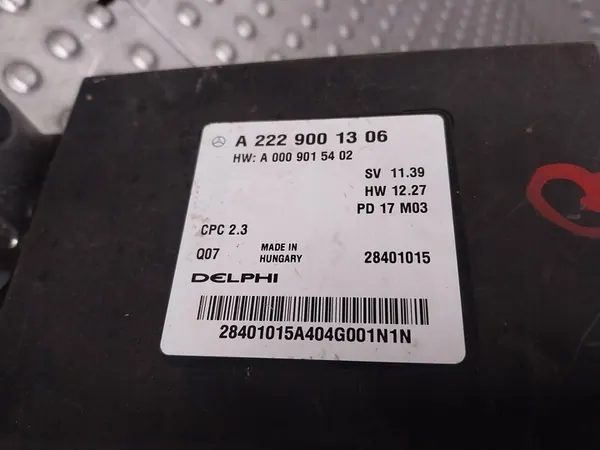 A 222 900 13 06
HW: A 000 901 54 02
SV 11.39
HW 12.27
PD 17 M03
CPC 2.3
Q07 MADE IN HUNGARY 28401015
DELPHI
28401015A404G001N1N